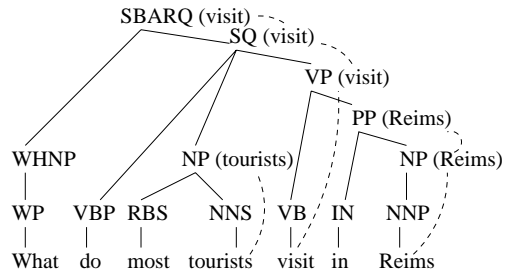 SBARQ (visit)
SQ (visit)
VP (visit)
PP (Reims)
WHNP NP (tourists) NP (Reims)
WP VBP RBS NNS VB IN NNP
What do most tourists visit in Reims